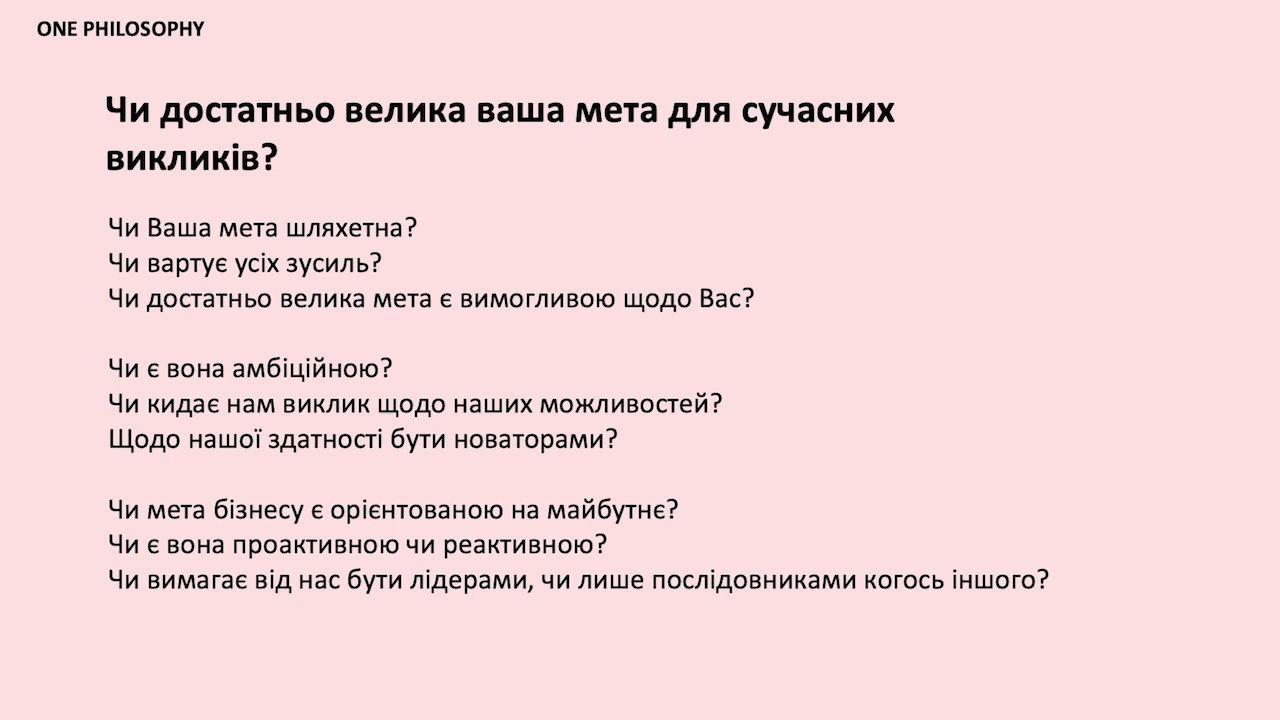 ONE PHILOSOPHY
Чи достатньо велика ваша мета для сучасних
викликів?
Чи Ваша мета шляхетна?
Чи вартує усіх зусиль?
Чи достатньо велика мета є вимогливою щодо Вас?
Чи є вона амбіційною?
Чи кидає нам виклик щодо наших можливостей?
Щодо нашої здатності бути новаторами?
Чи мета бізнесу є орієнтованою на майбутнє?
Чи є вона проактивною чи реактивною?
Чи вимагає від нас бути лідерами, чи лише послідовниками когось іншого?